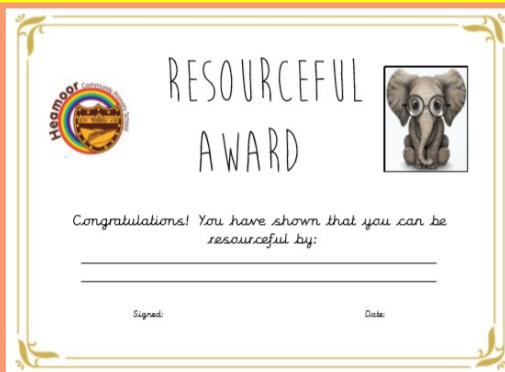 Heamoor Community Primary School
RESOURCEFUL
AWARD
Congratulations! You have shown that you can be
resourceful by:
Signed:
Date: